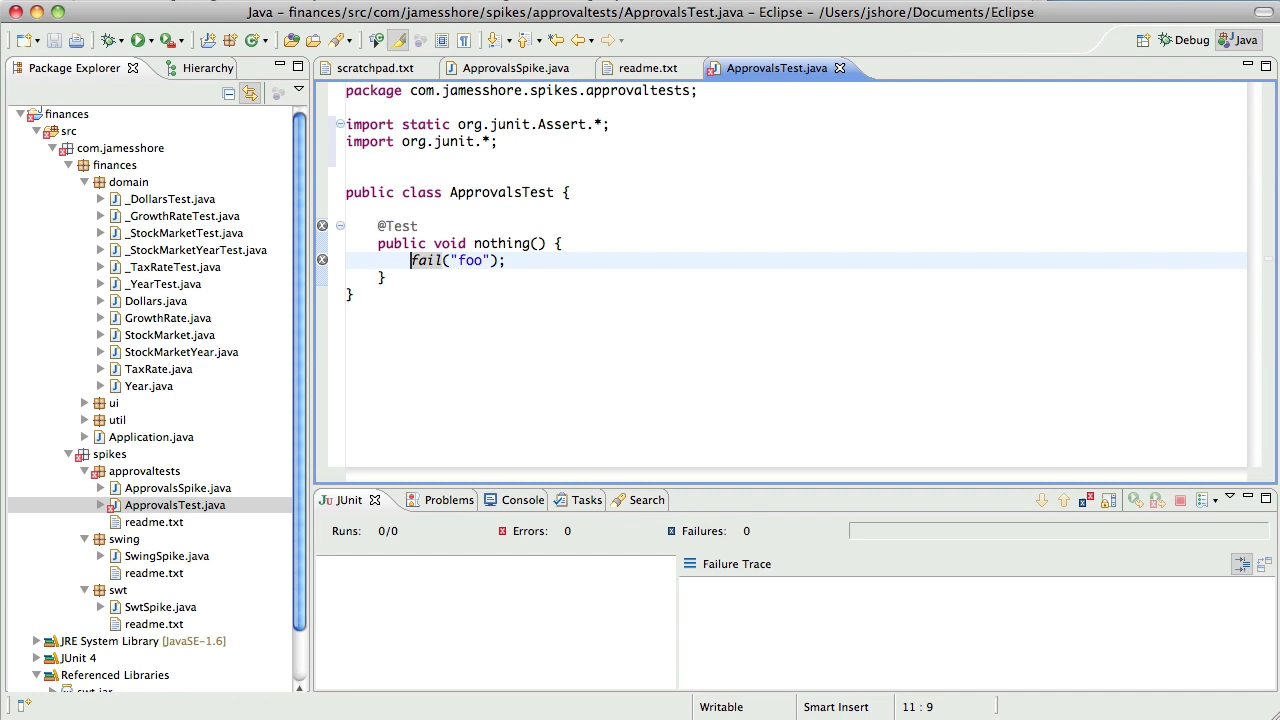 Java – finances/src/com/jamesshore/spikes/approvaltests/ApprovalsTest.java – Eclipse – /Users/jshore/Documents/Eclipse
Debug
Java
Package Explorer
Hierarchy
scratchpad.txt
ApprovalsSpike.java
readme.txt
ApprovalsTest.java
finances
src
com.jamesshore
finances
domain
_DollarsTest.java
_GrowthRateTest.java
_StockMarketTest.java
_StockMarketYearTest.java
_TaxRateTest.java
_YearTest.java
Dollars.java
GrowthRate.java
StockMarket.java
StockMarketYear.java
TaxRate.java
Year.java
ui
util
Application.java
spikes
approvaltests
ApprovalsSpike.java
ApprovalsTest.java
readme.txt
swing
SwingSpike.java
readme.txt
swt
SwtSpike.java
readme.txt
JRE System Library [JavaSE-1.6]
JUnit 4
Referenced Libraries
swt.jar
package com.jamesshore.spikes.approvaltests;
import static org.junit.Assert.*;
import org.junit.*;
public class ApprovalsTest {
@Test
public void nothing() {
fail("foo");
}
}
JUnit
Problems
Console
Tasks
Search
Runs: 0/0
Errors: 0
Failures: 0
Failure Trace
Writable
Smart Insert
11 : 9